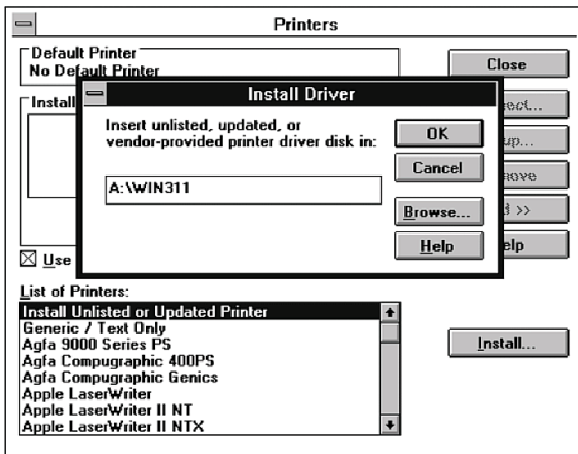 Printers
Default Printer
No Default Printer
Close
Install
Install Driver
Insert unlisted, updated, or
vendor-provided printer driver disk in:
A:\WIN311
OK
Cancel
Browse...
Help
Use
List of Printers:
Install Unlisted or Updated Printer
Generic / Text Only
Agfa 9000 Series PS
Agfa Compugraphic 400PS
Agfa Compugraphic Genics
Apple LaserWriter
Apple LaserWriter II NT
Apple LaserWriter II NTX
Install...